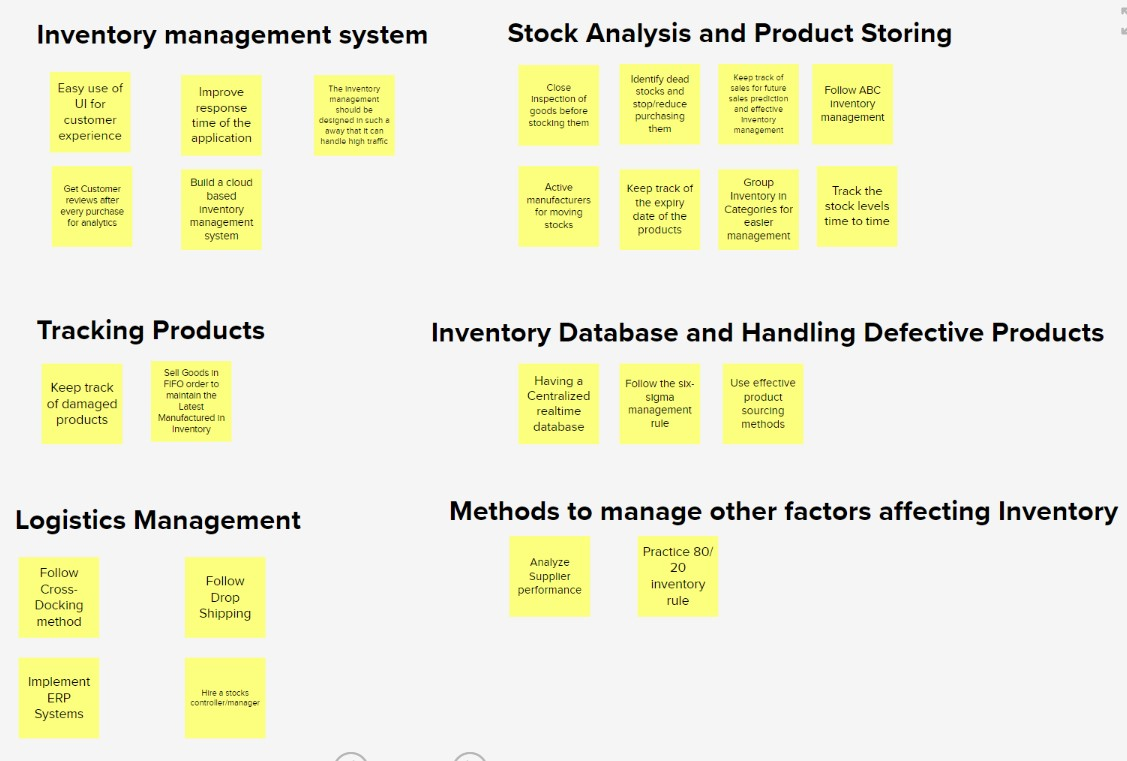 Inventory management system
Easy use of
UI for
customer
experience
Improve
response
time of the
application
The Inventory
management
should be
designed in such a
away that it can
handle high traffic
Get Customer
reviews after
every purchase
for analytics
Build a cloud
based
inventory
management
system
Stock Analysis and Product Storing
Close
Inspection of
goods before
stocking them
Identify dead
stocks and
stop/reduce
purchasing
them
Keep track of
sales for future
sales prediction
and effective
Inventory
management
Follow ABC
inventory
management
Active
manufacturers
for moving
stocks
Keep track of
the expiry
date of the
products
Group
Inventory in
Categories for
easier
management
Track the
stock levels
time to time
Tracking Products
Keep track
of damaged
products
Sell Goods in
FIFO order to
maintain the
Latest
Manufactured in
Inventory
Inventory Database and Handling Defective Products
Having a
Centralized
realtime
database
Follow the six-
sigma
management
rule
Use effective
product
sourcing
methods
Logistics Management
Follow
Cross-
Docking
method
Follow
Drop
Shipping
Implement
ERP
Systems
Hire a stocks
controller/manager
Methods to manage other factors affecting Inventory
Analyze
Supplier
performance
Practice 80/
20
inventory
rule